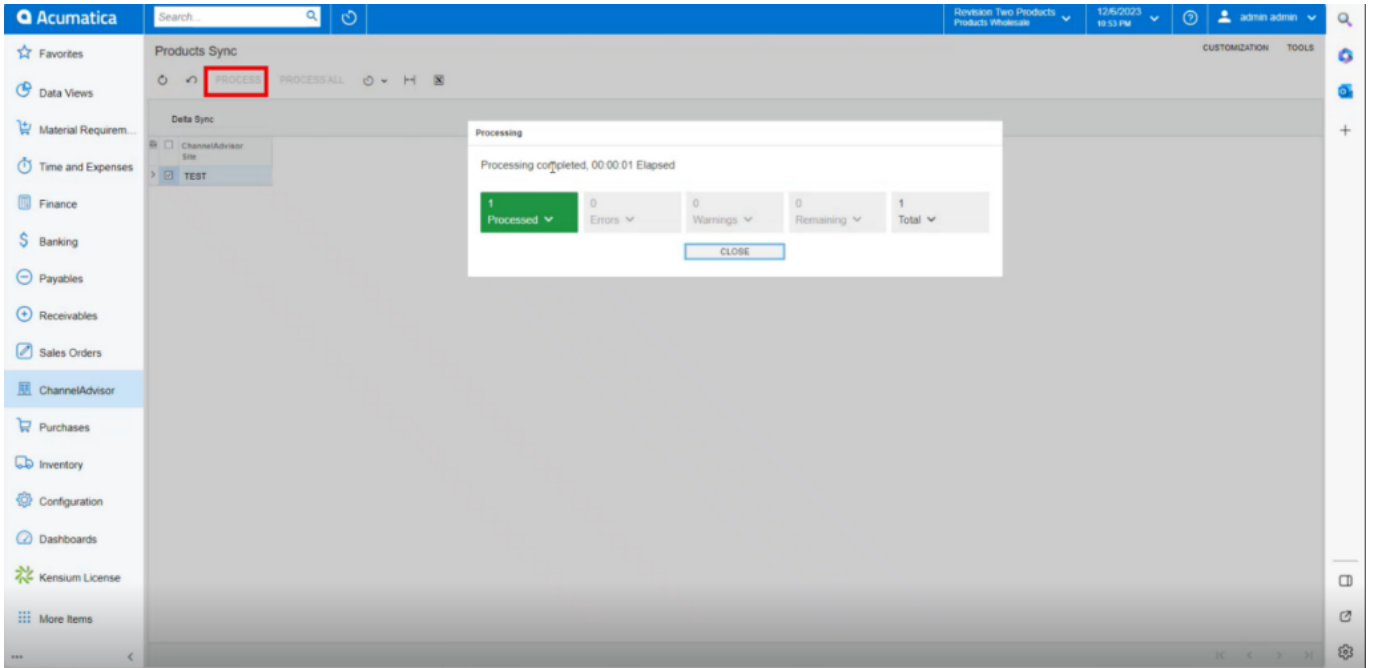 Acumatica
Search...
Revision Two Products
Products Wholesale
12/6/2023
10:53 PM
admin admin
Favorites
Data Views
Material Requirem...
Time and Expenses
Finance
Banking
Payables
Receivables
Sales Orders
ChannelAdvisor
Purchases
Inventory
Configuration
Dashboards
Kensium License
More Items
Products Sync
CUSTOMIZATION TOOLS
PROCESS PROCESS ALL
Delta Sync
ChannelAdvisor
Site
TEST
Processing
Processing completed, 00:00:01 Elapsed
1
Processed
0
Errors
0
Warnings
0
Remaining
1
Total
CLOSE